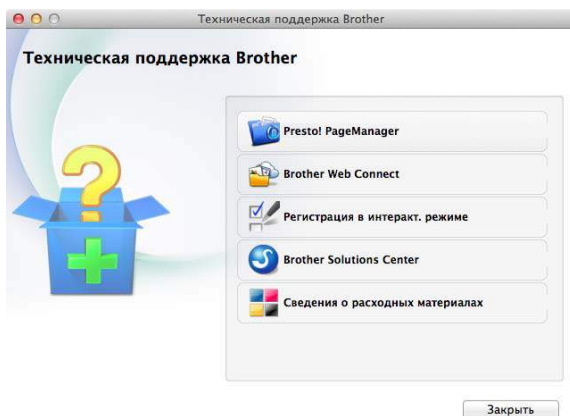 Техническая поддержка Brother
Техническая поддержка Brother
Presto! PageManager
Brother Web Connect
Регистрация в интеракт. режиме
Brother Solutions Center
Сведения о расходных материалах
Закрыть